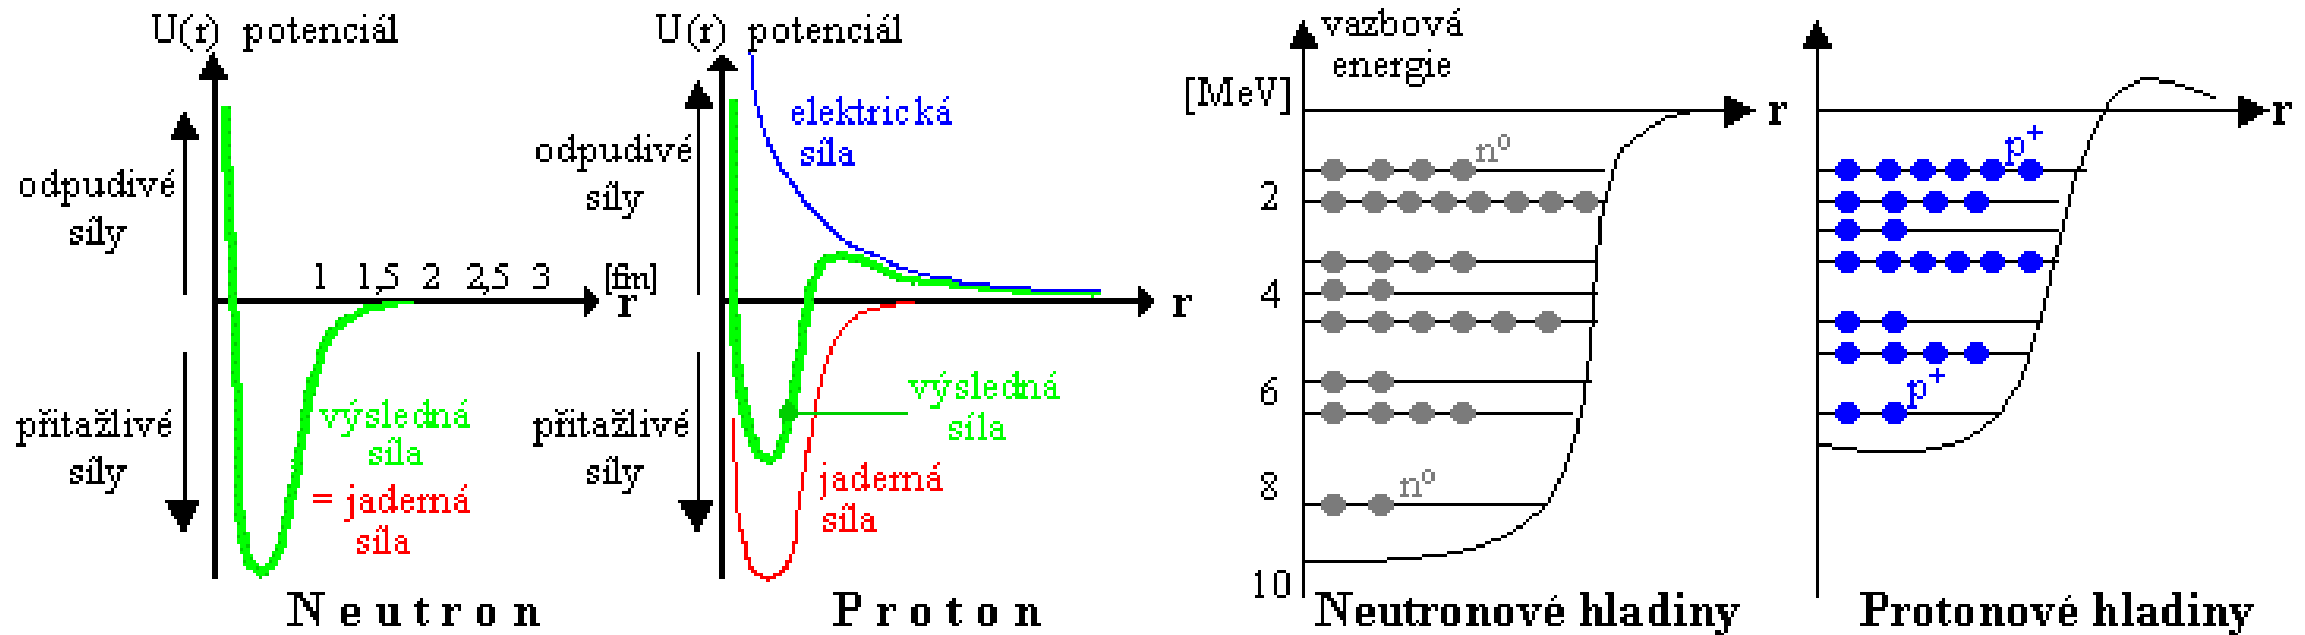 U(r) potenciál
odpudivé
síly
1 1,5 2 2,5 3 [fm]
r
přitažlivé
síly
výsledná
síla
= jaderná
síla
Neutron
U(r) potenciál
elektrická
síla
odpudivé
síly
r
přitažlivé
síly
výsledná
síla
jaderná
síla
Proton
vazbová
energie
[MeV]
r
n⁰
2
4
6
8
n⁰
10
Neutronové hladiny
r
p⁺
p⁺
Protonové hladiny